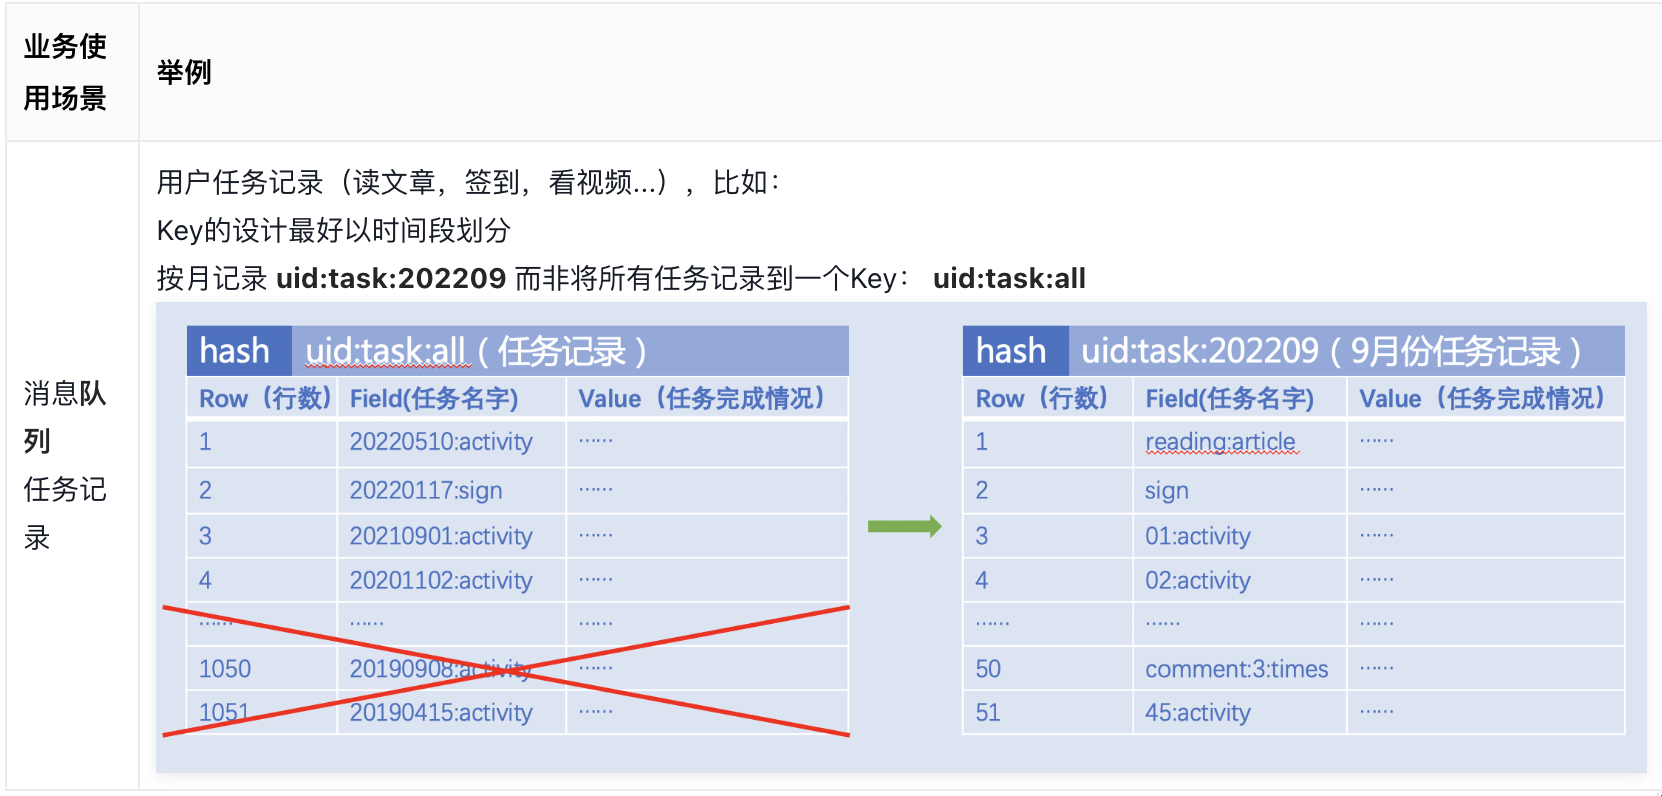 业务使
用场景
举例
消息队
列
任务记
录
用户任务记录（读文章，签到，看视频...），比如：
Key的设计最好以时间段划分
按月记录 uid:task:202209 而非将所有任务记录到一个Key： uid:task:all
hash uid:task:all（任务记录）
Row（行数） Field(任务名字) Value（任务完成情况）
1 20220510:activity ......
2 20220117:sign ......
3 20210901:activity ......
4 20201102:activity ......
...... ...... ......
1050 20190908:activity ......
1051 20190415:activity ......
hash uid:task:202209（9月份任务记录）
Row（行数） Field(任务名字) Value（任务完成情况）
1 reading:article ......
2 sign ......
3 01:activity ......
4 02:activity ......
...... ...... ......
50 comment:3:times ......
51 45:activity ......